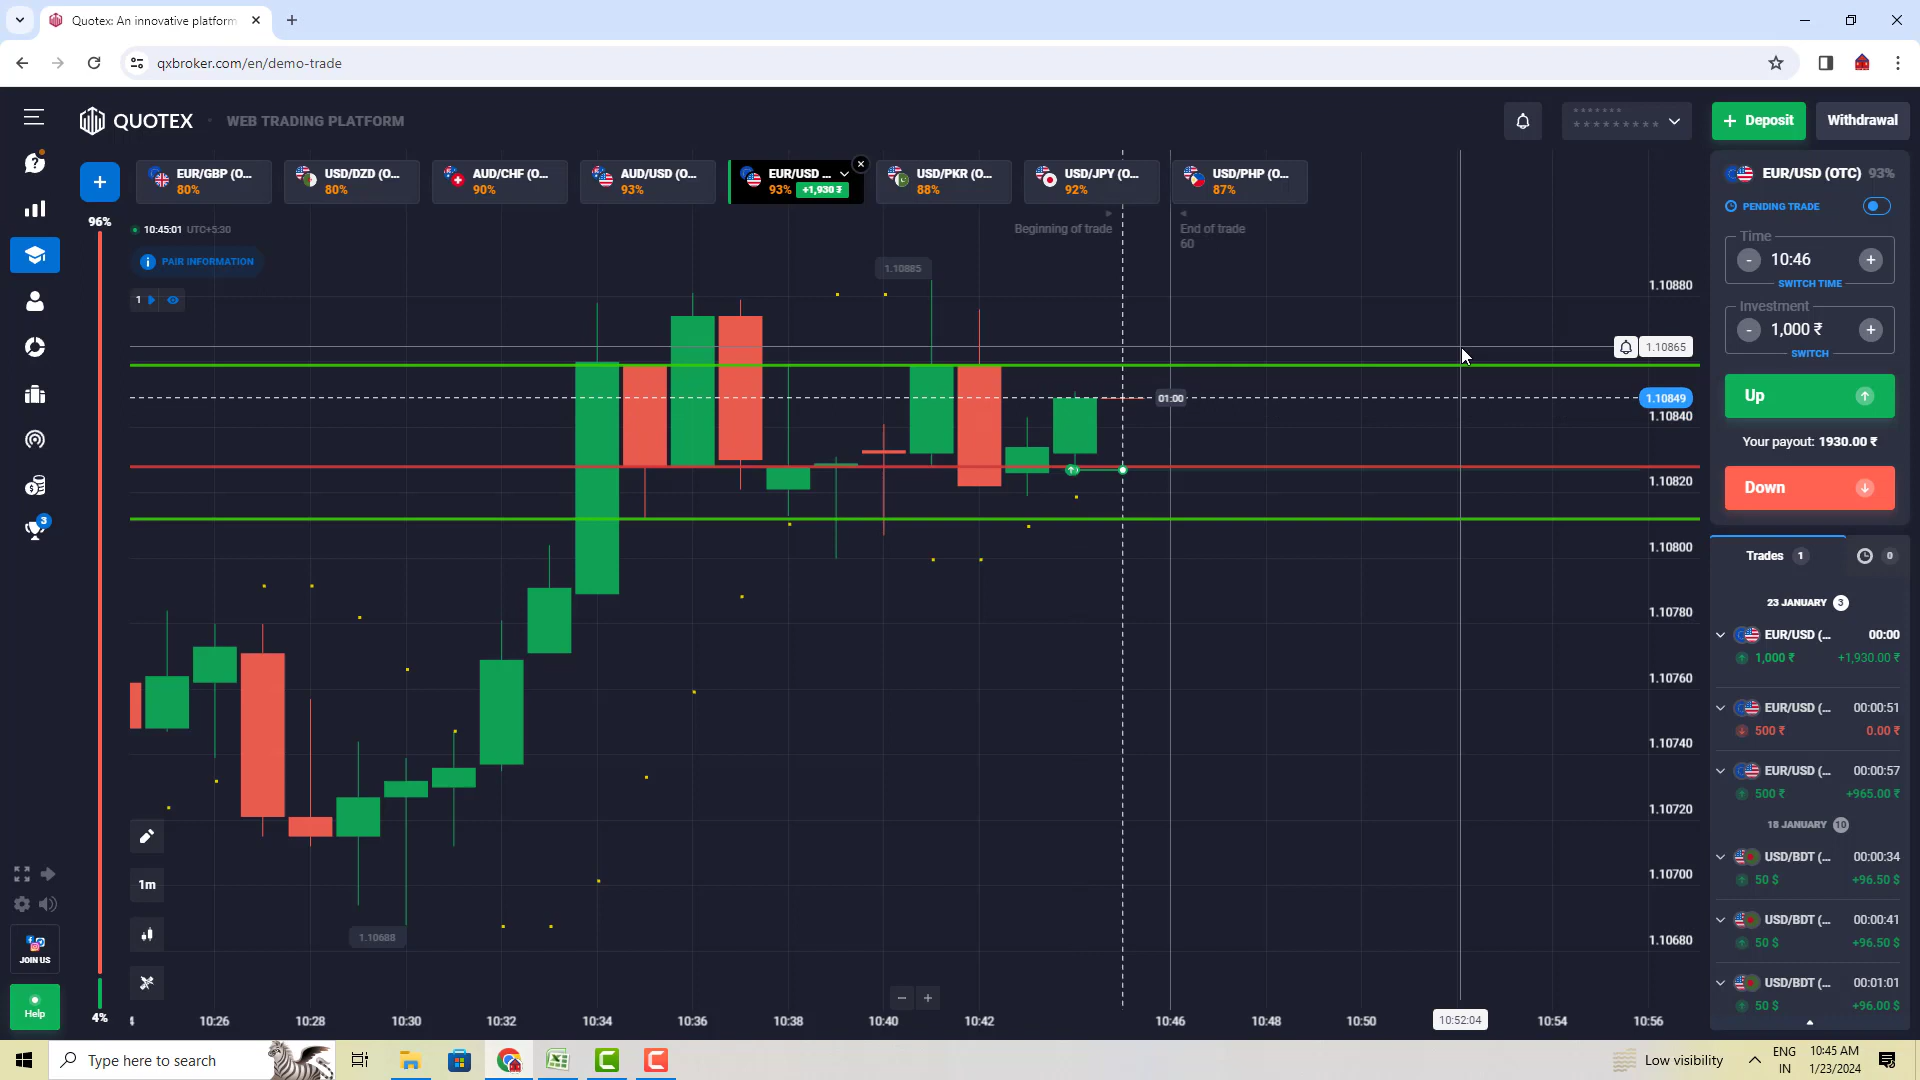 Quotex: An innovative platform
qxbroker.com/en/demo-trade
QUOTEX
WEB TRADING PLATFORM
*******
*********
+ Deposit
Withdrawal
EUR/GBP (O...
80%
USD/DZD (O...
80%
AUD/CHF (O...
90%
AUD/USD (O...
93%
EUR/USD ...
93% +1,930 ₹
USD/PKR (O...
88%
USD/JPY (O...
92%
USD/PHP (O...
87%
96%
10:45:01 UTC+5:30
PAIR INFORMATION
1
Beginning of trade
End of trade
60
1.10885
1.10880
1.10865
01:00
1.10849
1.10840
1.10820
1.10800
1.10780
1.10760
1.10740
1.10720
1.10700
1.10680
1.10688
1m
4%
4
10:26
10:28
10:30
10:32
10:34
10:36
10:38
10:40
10:42
10:46
10:48
10:50
10:52:04
10:54
10:56
EUR/USD (OTC) 93%
PENDING TRADE
Time
- 10:46 +
SWITCH TIME
Investment
- 1,000 ₹ +
SWITCH
Up
Your payout: 1930.00 ₹
Down
Trades 1
0
23 JANUARY 3
EUR/USD (... 00:00
1,000 ₹ +1,930.00 ₹
EUR/USD (... 00:00:51
500 ₹ 0.00 ₹
EUR/USD (... 00:00:57
500 ₹ +965.00 ₹
18 JANUARY 10
USD/BDT (... 00:00:34
50 $ +96.50 $
USD/BDT (... 00:00:41
50 $ +96.50 $
USD/BDT (... 00:01:01
50 $ +96.00 $
3
JOIN US
Help
Type here to search
Low visibility
ENG
IN
10:45 AM
1/23/2024